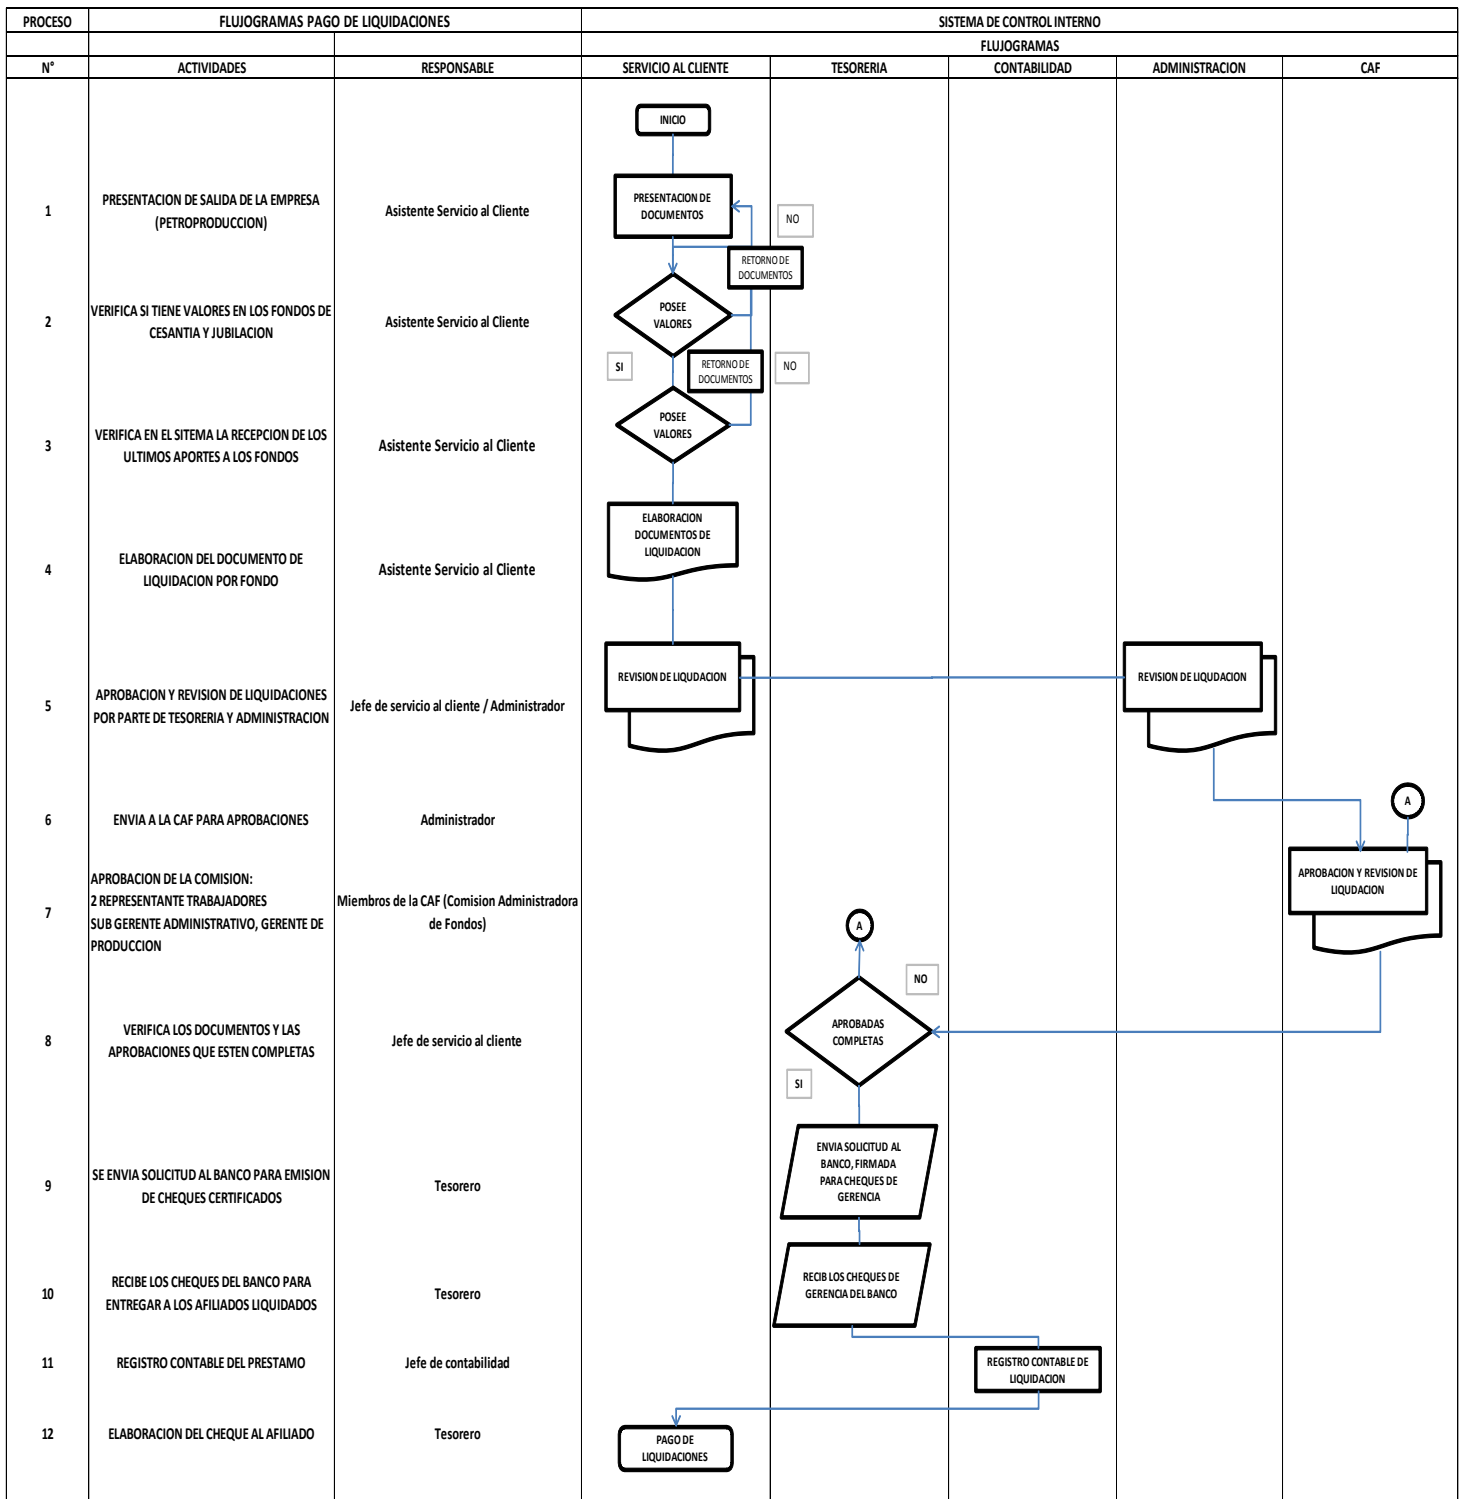 PROCESO
FLUJOGRAMAS PAGO DE LIQUIDACIONES
SISTEMA DE CONTROL INTERNO
FLUJOGRAMAS
N°
ACTIVIDADES
RESPONSABLE
SERVICIO AL CLIENTE
TESORERIA
CONTABILIDAD
ADMINISTRACION
CAF
INICIO
1
PRESENTACION DE SALIDA DE LA EMPRESA
(PETROPRODUCCION)
Asistente Servicio al Cliente
PRESENTACION DE
DOCUMENTOS
NO
RETORNO DE
DOCUMENTOS
2
VERIFICA SI TIENE VALORES EN LOS FONDOS DE
CESANTIA Y JUBILACION
Asistente Servicio al Cliente
POSEE
VALORES
SI
RETORNO DE
DOCUMENTOS
NO
3
VERIFICA EN EL SITEMA LA RECEPCION DE LOS
ULTIMOS APORTES A LOS FONDOS
Asistente Servicio al Cliente
POSEE
VALORES
4
ELABORACION DEL DOCUMENTO DE
LIQUIDACION POR FONDO
Asistente Servicio al Cliente
ELABORACION
DOCUMENTOS DE
LIQUIDACION
5
APROBACION Y REVISION DE LIQUIDACIONES
POR PARTE DE TESORERIA Y ADMINISTRACION
Jefe de servicio al cliente / Administrador
REVISION DE LIQUDACION
REVISION DE LIQUDACION
6
ENVIA A LA CAF PARA APROBACIONES
Administrador
A
7
APROBACION DE LA COMISION:
2 REPRESENTANTE TRABAJADORES
SUB GERENTE ADMINISTRATIVO, GERENTE DE
PRODUCCION
Miembros de la CAF (Comision Administradora
de Fondos)
APROBACION Y REVISION DE
LIQUDACION
A
NO
8
VERIFICA LOS DOCUMENTOS Y LAS
APROBACIONES QUE ESTEN COMPLETAS
Jefe de servicio al cliente
APROBADAS
COMPLETAS
SI
9
SE ENVIA SOLICITUD AL BANCO PARA EMISION
DE CHEQUES CERTIFICADOS
Tesorero
ENVIA SOLICITUD AL
BANCO, FIRMADA
PARA CHEQUES DE
GERENCIA
10
RECIBE LOS CHEQUES DEL BANCO PARA
ENTREGAR A LOS AFILIADOS LIQUIDADOS
Tesorero
RECIB LOS CHEQUES DE
GERENCIA DEL BANCO
11
REGISTRO CONTABLE DEL PRESTAMO
Jefe de contabilidad
REGISTRO CONTABLE DE
LIQUIDACION
12
ELABORACION DEL CHEQUE AL AFILIADO
Tesorero
PAGO DE
LIQUIDACIONES